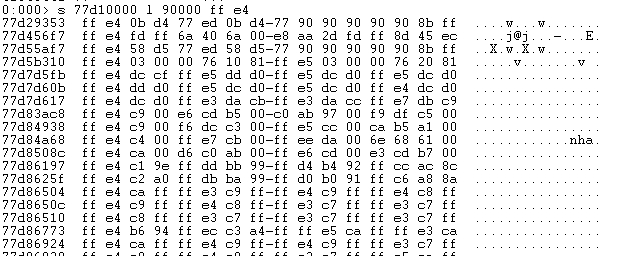 0:000> s 77d10000 l 90000 ff e4
77d29353 ff e4 0b d4 77 ed 0b d4-77 90 90 90 90 90 8b ff ....w...w.......
77d456f7 ff e4 fd ff 6a 40 6a 00-e8 aa 2d fd ff 8d 45 ec ....j@j...-...E.
77d55af7 ff e4 58 d5 77 ed 58 d5-77 90 90 90 90 90 8b ff ..X.w.X.w.......
77d5b310 ff e4 03 00 00 76 10 81-ff e5 03 00 00 76 20 81 .....v.......v .
77d7d5fb ff e4 dc cf ff e5 dd d0-ff e5 dc d0 ff e5 dc d0 ................
77d7d60b ff e4 dd d0 ff e5 dc d0-ff e5 dc d0 ff e4 dc d0 ................
77d7d617 ff e4 dc d0 ff e3 da cb-ff e3 da cc ff e7 db c9 ................
77d83ac8 ff e4 c9 00 e6 cd b5 00-c0 ab 97 00 f9 df c5 00 ................
77d84938 ff e4 c9 00 f6 dc c3 00-ff e5 cc 00 ca b5 a1 00 ................
77d84a68 ff e4 c4 00 ff e7 cb 00-ff ee da 00 6e 68 61 00 ............nha.
77d8508c ff e4 ca 00 d6 c0 ab 00-ff e6 cd 00 e3 cd b7 00 ................
77d86197 ff e4 c1 9e ff dd bb 99-ff d4 b4 92 ff cc ac 8c ................
77d8625f ff e4 c2 a0 ff db ba 99-ff d0 b0 91 ff c6 a8 8a ................
77d86504 ff e4 ca ff ff e3 c9 ff-ff e4 c9 ff ff e4 c8 ff ................
77d8650c ff e4 c9 ff ff e4 c8 ff-ff e3 c7 ff ff e3 c7 ff ................
77d86510 ff e4 c8 ff ff e3 c7 ff-ff e3 c7 ff ff e3 c7 ff ................
77d86773 ff e4 b6 94 ff ec c3 a4-ff ff e5 ca ff ff e3 ca ................
77d86924 ff e4 ca ff ff e4 c9 ff-ff e4 c9 ff ff e3 c7 ff ................